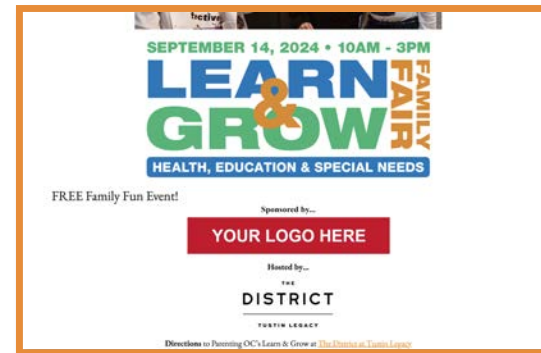 fective
SEPTEMBER 14, 2024 • 10AM - 3PM
LEARN
&
GROW
FAMILY
FAIR
HEALTH, EDUCATION & SPECIAL NEEDS
FREE Family Fun Event!
Sponsored by...
YOUR LOGO HERE
Hosted by...
THE
DISTRICT
TUSTIN LEGACY
Directions to Parenting OC's Learn & Grow at The District at Tustin Legacy